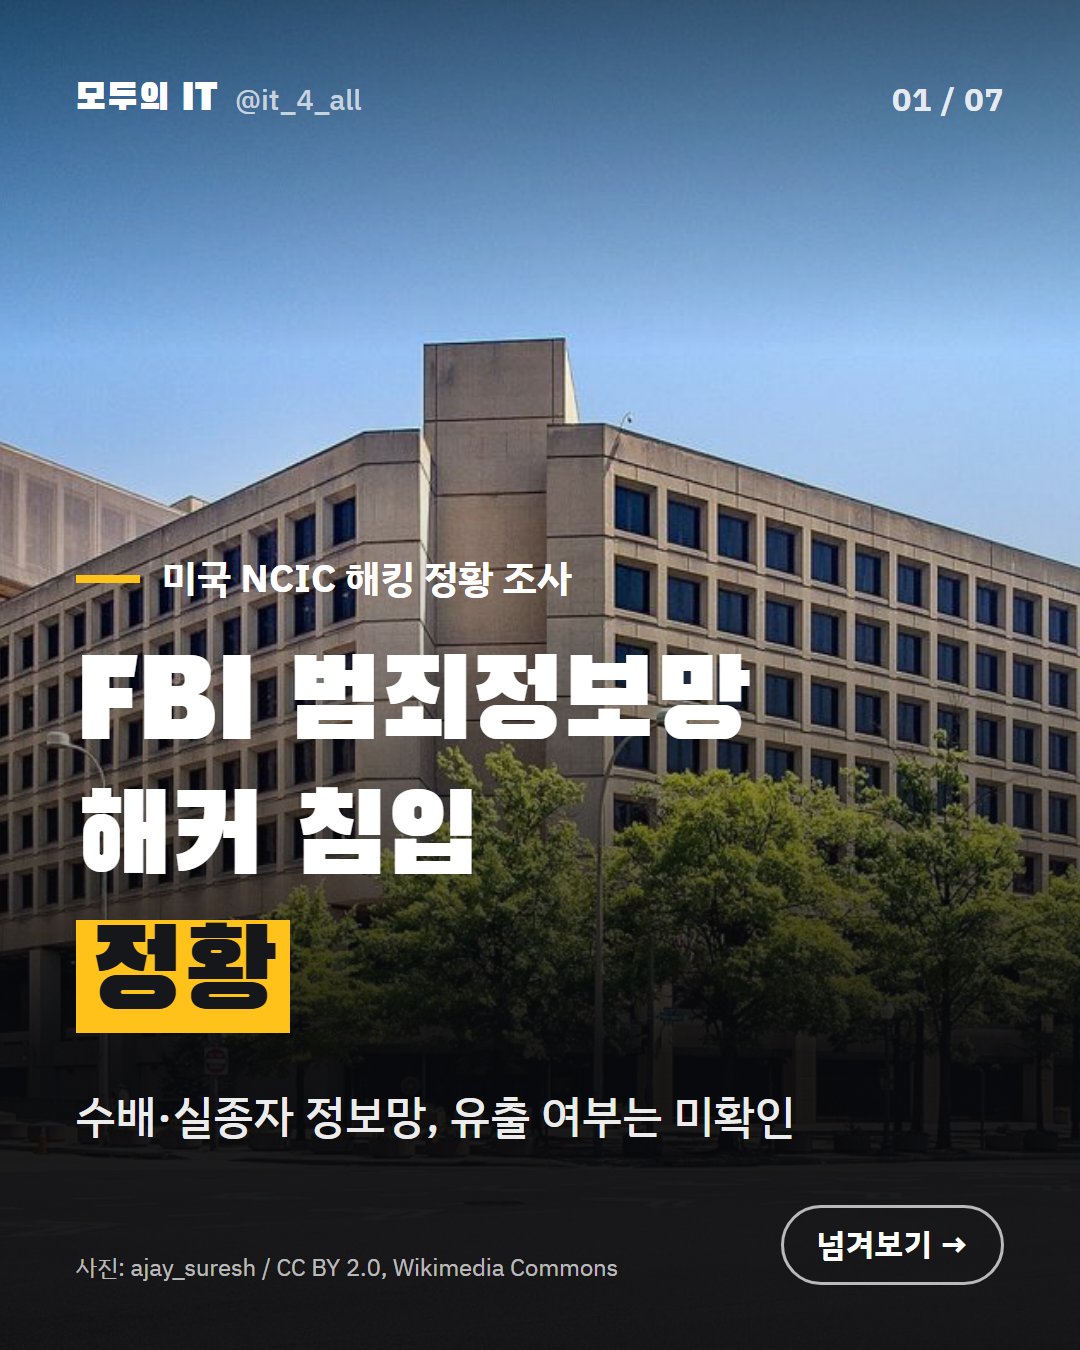 모두의 IT @it_4_all
01 / 07
미국 NCIC 해킹 정황 조사
FBI 범죄정보망
해커 침입
정황
수배·실종자 정보망, 유출 여부는 미확인
넘겨보기 →
사진: ajay_suresh / CC BY 2.0, Wikimedia Commons